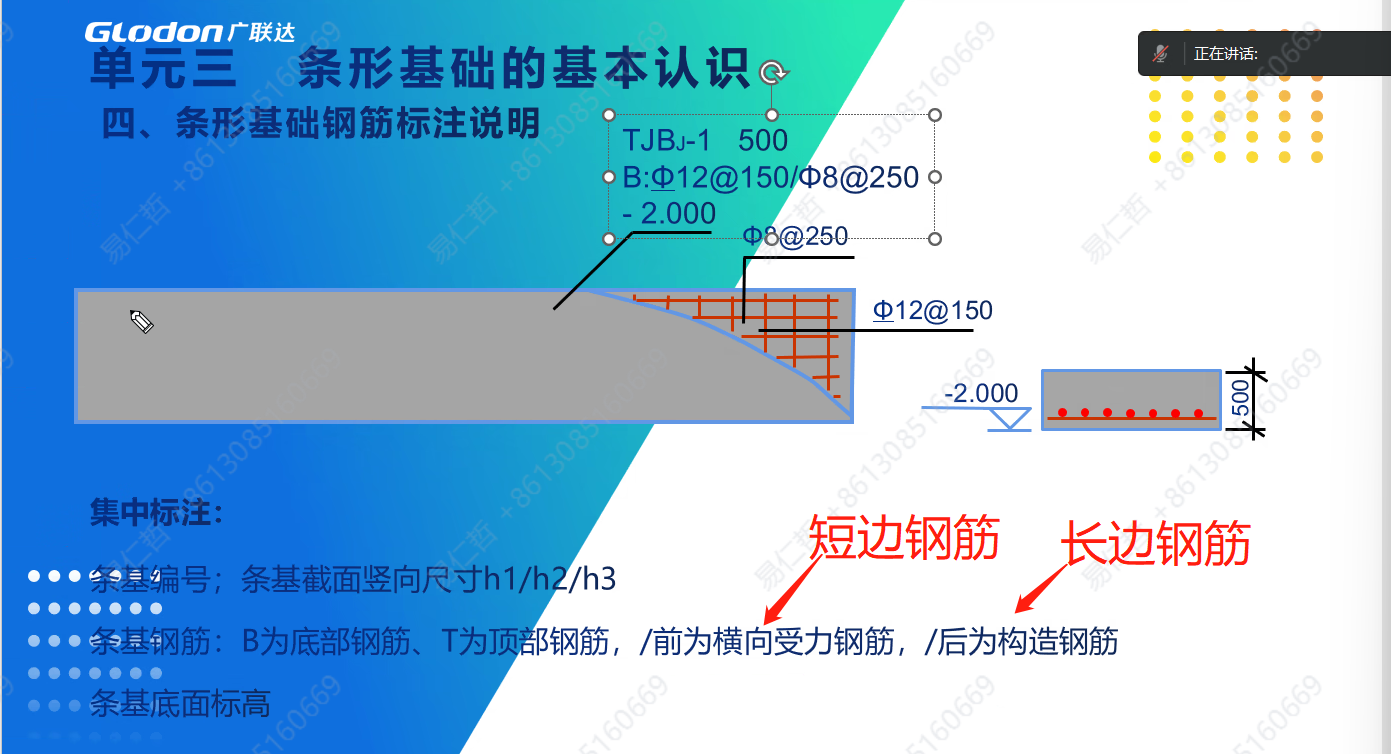 GLodon广联达
正在讲话:
单元三 条形基础的基本认识
四、条形基础钢筋标注说明
TJBJ-1 500
B:Φ12@150/Φ8@250
- 2.000
Φ8@250
Φ12@150
-2.000
500
集中标注：
短边钢筋
长边钢筋
条基编号；条基截面竖向尺寸h1/h2/h3
条基钢筋：B为底部钢筋、T为顶部钢筋，/前为横向受力钢筋，/后为构造钢筋
条基底面标高
易仁哲 +8613085160669